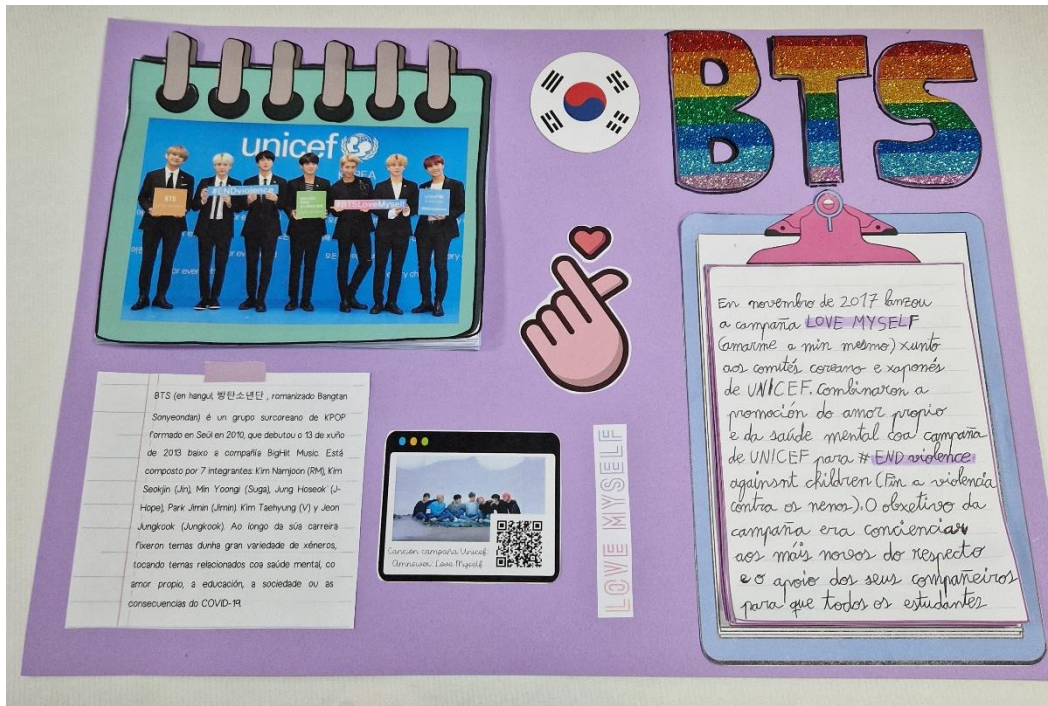 unicef
#ENDviolence
BTS
#BTSLoveMyself
for every
BTS
BTS (en hangul, 방탄소년단 , romanizado Bangtan
Sonyeondan) é un grupo surcoreano de KPOP
formado en Seúl en 2010, que debutou o 13 de xuño
de 2013 baixo a compañía BigHit Music. Está
composto por 7 integrantes: Kim Namjoon (RM), Kim
Seokjin (Jin), Min Yoongi (Suga), Jung Hoseok (J-
Hope), Park Jimin (Jimin), Kim Taehyung (V) y Jeon
Jungkook (Jungkook). Ao longo da súa carreira
fixeron temas dunha gran variedade de xéneros,
tocando temas relacionados coa saúde mental, co
amor propio, a educación, a sociedade ou as
consecuencias do COVID-19.
Canción campaña Unicef:
Amnswer: Love Myself
LOVE MYSELF
En novembro de 2017 lanzou
a campaña LOVE MYSELF
(amarme a min mesmo) xunto
aos comités coreano e xaponés
de UNICEF. Combinaron a
promoción do amor propio
e da saúde mental coa campaña
de UNICEF para # END violence
againsnt children (Fin a violencia
contra os nenos). O obxetivo da
campaña era conciencíar
aos máis novos do respecto
e o apoio dos seus compañeiros
para que todos os estudantes